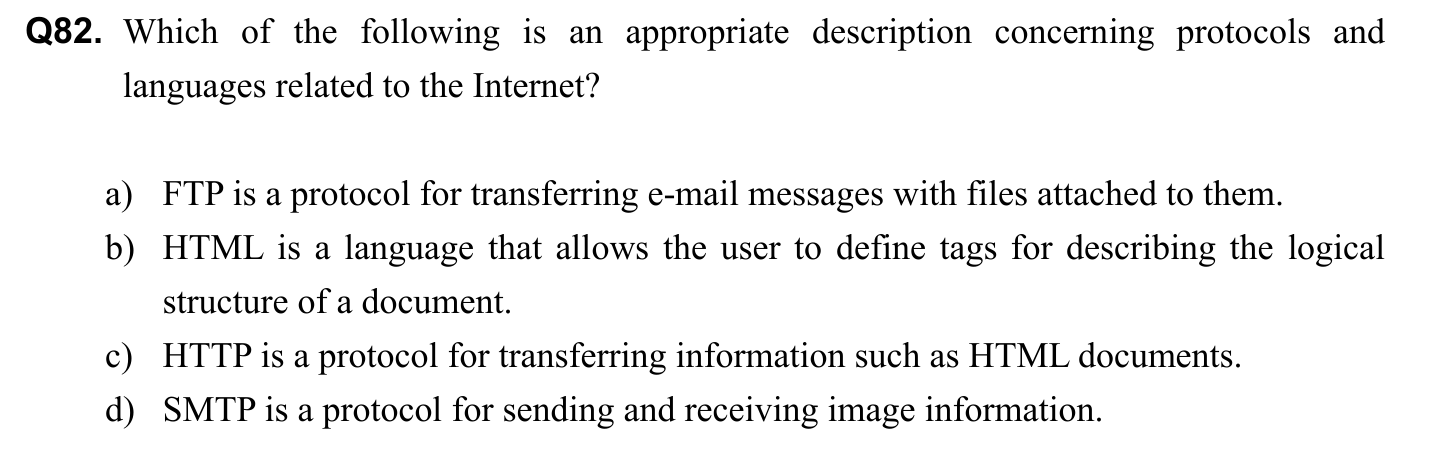 Q82. Which of the following is an appropriate description concerning protocols and
languages related to the Internet?
a) FTP is a protocol for transferring e-mail messages with files attached to them.
b) HTML is a language that allows the user to define tags for describing the logical
structure of a document.
c) HTTP is a protocol for transferring information such as HTML documents.
d) SMTP is a protocol for sending and receiving image information.